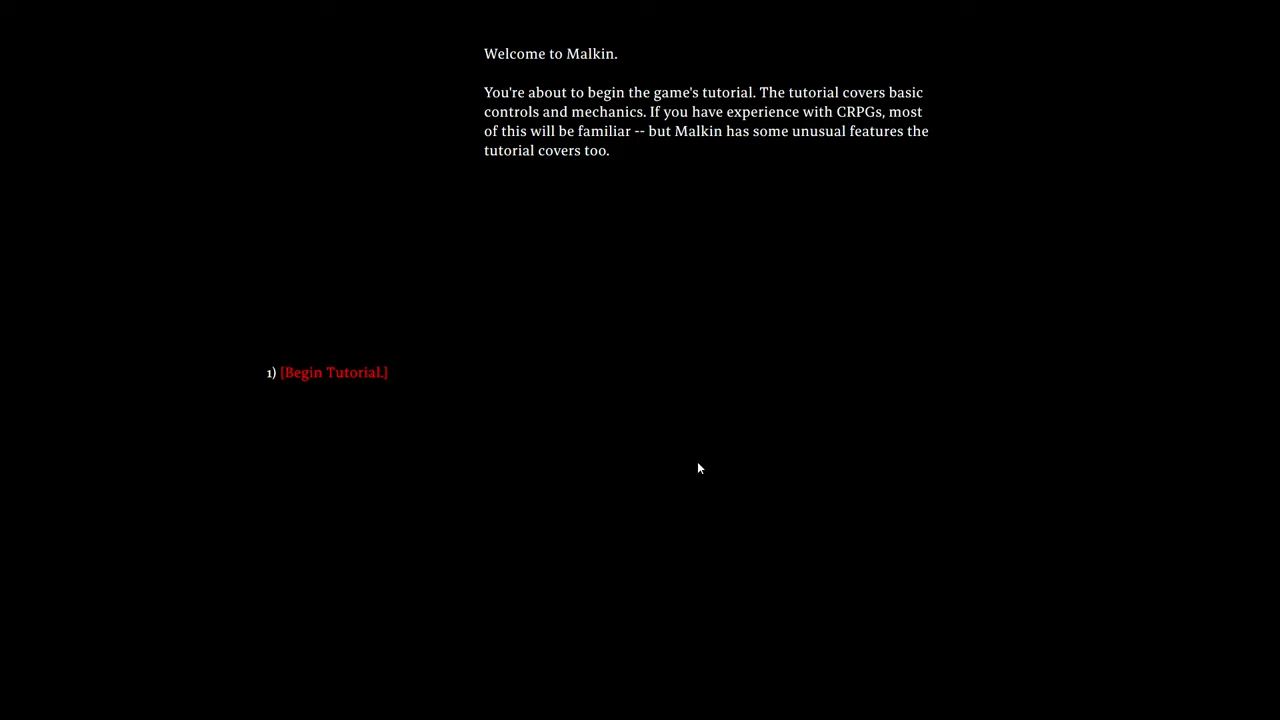 Welcome to Malkin.
You're about to begin the game's tutorial. The tutorial covers basic
controls and mechanics. If you have experience with CRPGs, most
of this will be familiar -- but Malkin has some unusual features the
tutorial covers too.
1) [Begin Tutorial.]